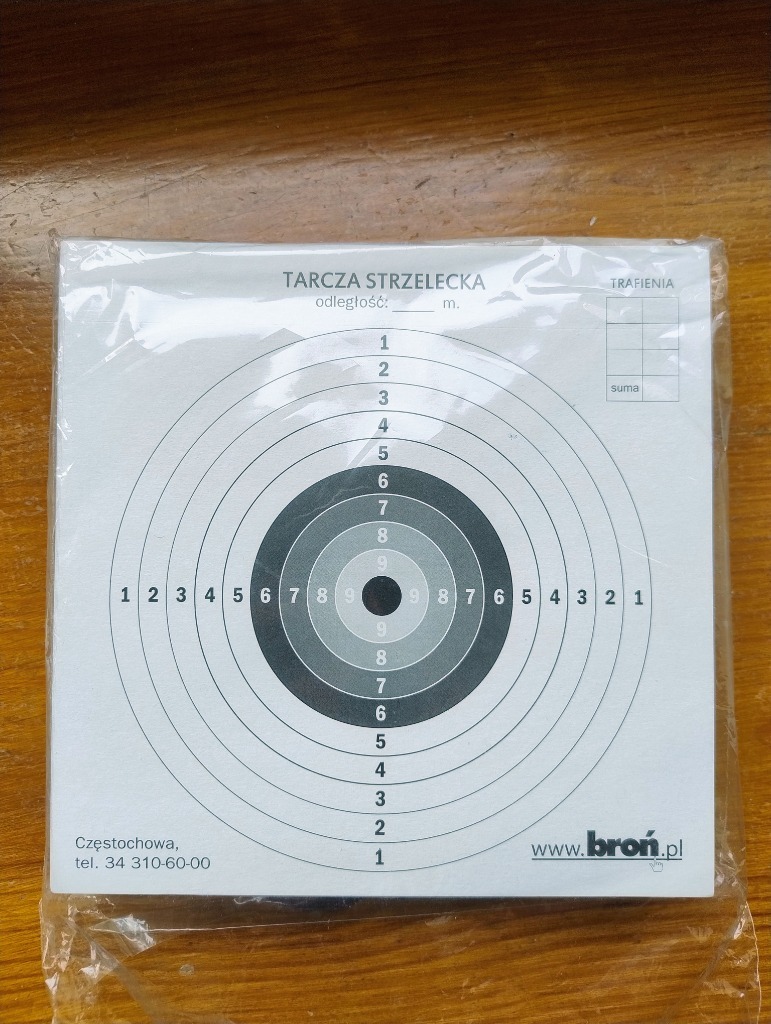 TARCZA STRZELECKA
odległość: ____ m.
TRAFIENIA
suma
1
2
3
4
5
6
7
8
9
1 2 3 4 5 6 7 8 9 9 8 7 6 5 4 3 2 1
9
8
7
6
5
4
3
2
1
Częstochowa,
tel. 34 310-60-00
www.broń.pl